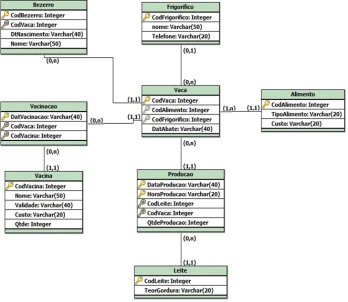 Bezerro
CodBezerro: Integer
CodVaca: Integer
DtNascimento: Varchar(40)
Nome: Varchar(50)
(0,n)
Frigorifico
CodFrigorifico: Integer
nome: Varchar(50)
Telefone: Varchar(20)
(0,1)
(0,n)
Vaca
CodVaca: Integer
CodAlimento: Integer
CodFrigorifico: Integer
DatAbate: Varchar(40)
(1,1)
(1,1)
(1,n)
(1,1)
(0,n)
Alimento
CodAlimento: Integer
TipoAlimento: Varchar(20)
Custo: Varchar(20)
Vacinacao
DatVacinacao: Varchar(40)
CodVaca: Integer
CodVacina: Integer
(0,n)
(0,n)
(1,1)
Vacina
CodVacina: Integer
Nome: Varchar(50)
Validade: Varchar(40)
Custo: Varchar(20)
Qtde: Integer
(1,1)
Producao
DataProducao: Varchar(40)
HoraProducao: Varchar(20)
CodLeite: Integer
CodVaca: Integer
QtdeProducao: Integer
(0,n)
(1,1)
Leite
CodLeite: Integer
TeorGordura: Varchar(20)